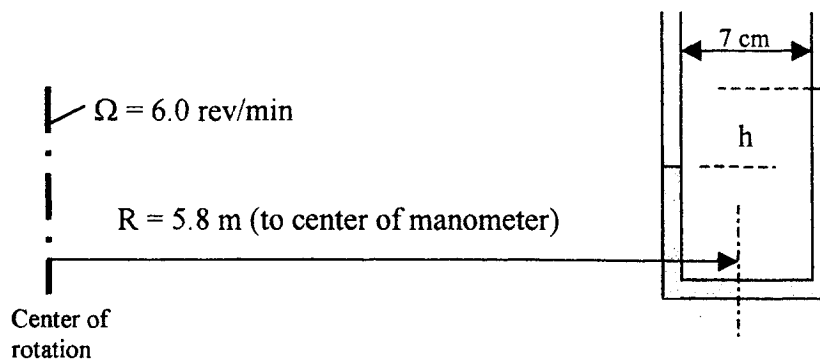 7 cm
Ω = 6.0 rev/min
h
R = 5.8 m (to center of manometer)
Center of
rotation